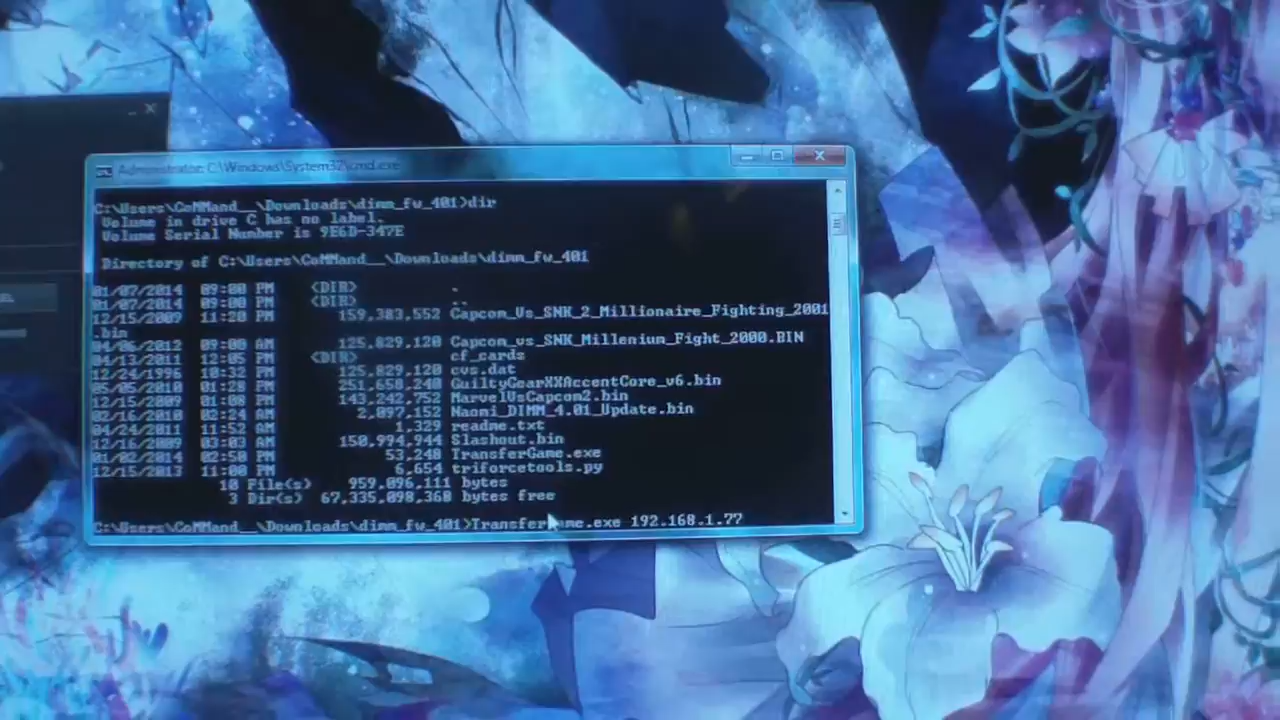 Administrator: C:\Windows\System32\cmd.exe
C:\Users\CoMMand__\Downloads\dimm_fw_401>dir
Volume in drive C has no label.
Volume Serial Number is 9E6D-347E
Directory of C:\Users\CoMMand__\Downloads\dimm_fw_401
01/07/2014 09:00 PM <DIR> .
01/07/2014 09:00 PM <DIR> ..
12/15/2009 11:20 PM 159,383,552 Capcom_Vs_SNK_2_Millionaire_Fighting_2001
.bin
04/06/2012 09:00 AM 125,829,120 Capcom_vs_SNK_Millenium_Fight_2000.BIN
04/13/2011 12:05 PM <DIR> cf_cards
12/24/1996 10:32 PM 125,829,120 cvs.dat
05/05/2010 01:28 PM 251,658,240 GuiltyGearXXAccentCore_v6.bin
12/15/2009 01:08 PM 143,242,752 MarvelVsCapcom2.bin
02/16/2010 02:24 AM 2,097,152 Naomi_DIMM_4.01_Update.bin
04/24/2011 11:52 AM 1,329 readme.txt
12/16/2009 03:03 AM 150,994,944 Slashout.bin
01/02/2014 02:50 PM 53,248 TransferGame.exe
12/15/2013 11:00 PM 6,654 triforcetools.py
10 File(s) 959,096,111 bytes
3 Dir(s) 67,335,098,368 bytes free
C:\Users\CoMMand__\Downloads\dimm_fw_401>TransferGame.exe 192.168.1.77